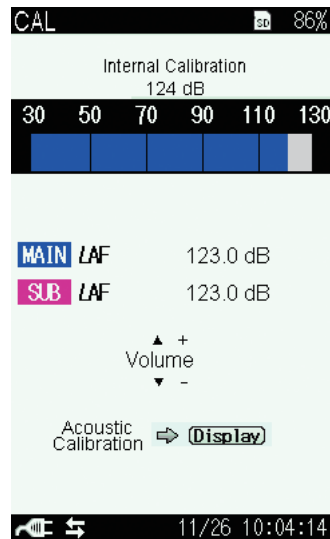 CAL SD 86%
Internal Calibration
124 dB
30 50 70 90 110 130
MAIN LAF 123.0 dB
SUB LAF 123.0 dB
▲ +
Volume
▼ -
Acoustic
Calibration ⇨ (Display)
11/26 10:04:14